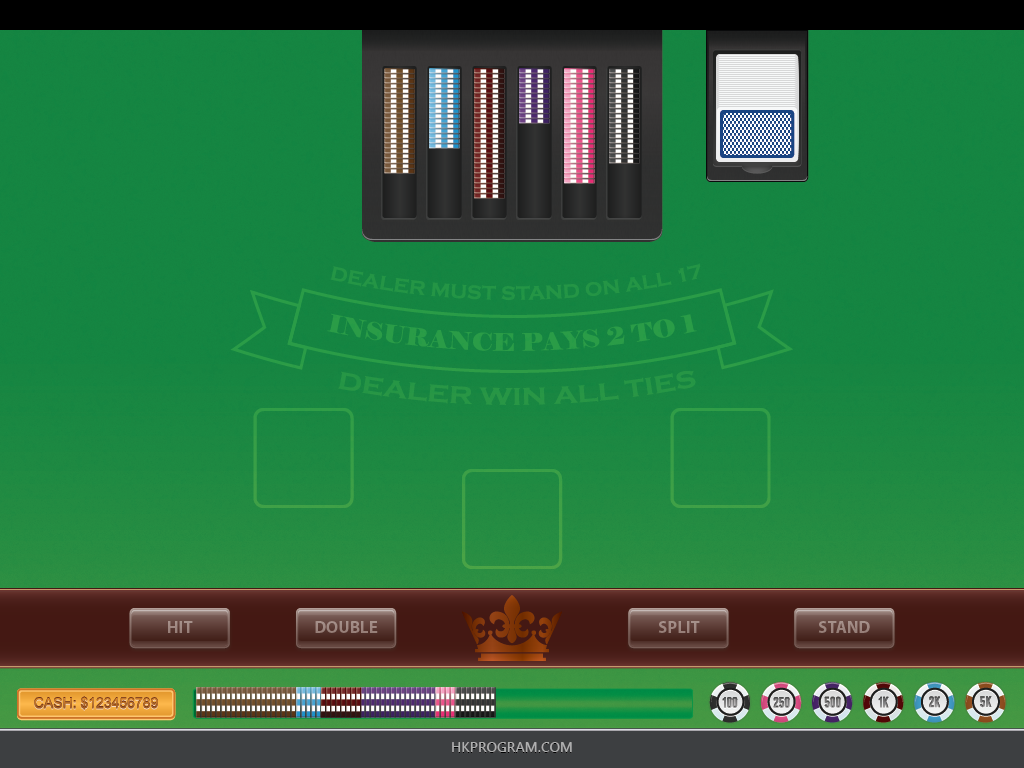 DEALER MUST STAND ON ALL 17
INSURANCE PAYS 2 TO 1
DEALER WIN ALL TIES
HIT
DOUBLE
SPLIT
STAND
CASH: $123456789
100
250
500
1K
2K
5K
HKPROGRAM.COM